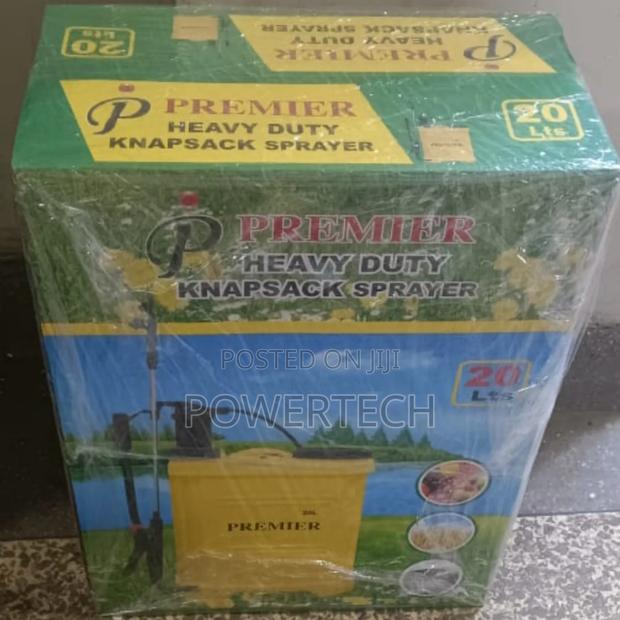 20
Lts
PREMIER
HEAVY DUTY
KNAPSACK SPRAYER
P PREMIER
HEAVY DUTY
KNAPSACK SPRAYER
20
Lts
P PREMIER
HEAVY DUTY
KNAPSACK SPRAYER
POSTED ON JIJI
POWERTECH
20
Lts
20L
PREMIER